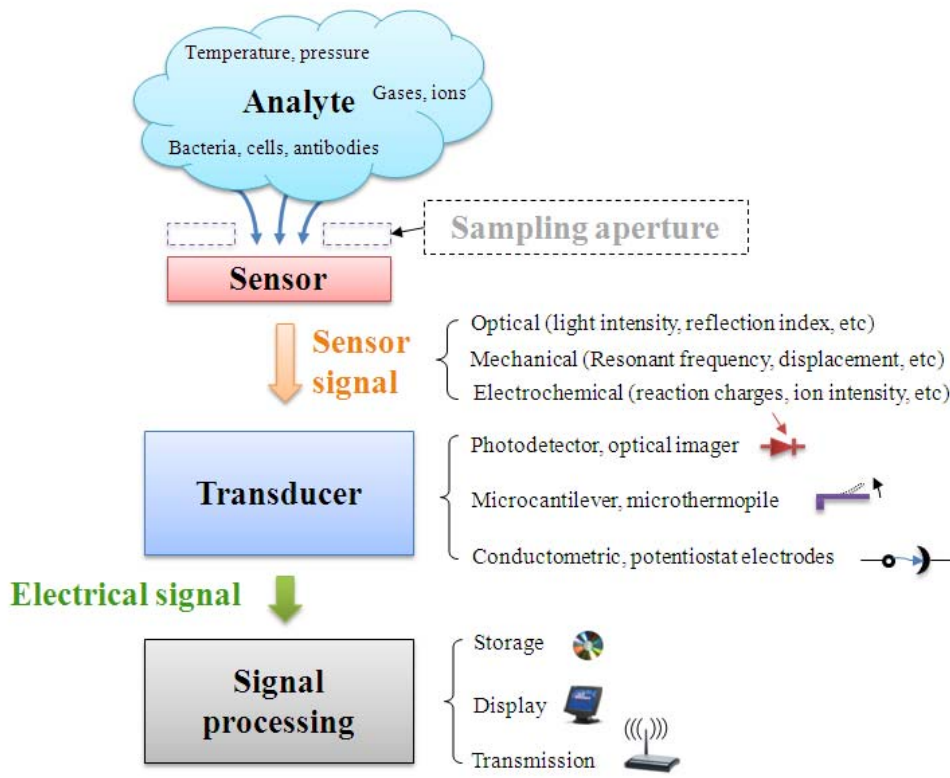 Temperature, pressure
Gases, ions
Analyte
Bacteria, cells, antibodies
Sampling aperture
Sensor
Sensor
signal
Optical (light intensity, reflection index, etc)
Mechanical (Resonant frequency, displacement, etc)
Electrochemical (reaction charges, ion intensity, etc)
Transducer
Photodetector, optical imager
Microcantilever, microthermopile
Conductometric, potentiostat electrodes
Electrical signal
Signal
processing
Storage
Display
Transmission